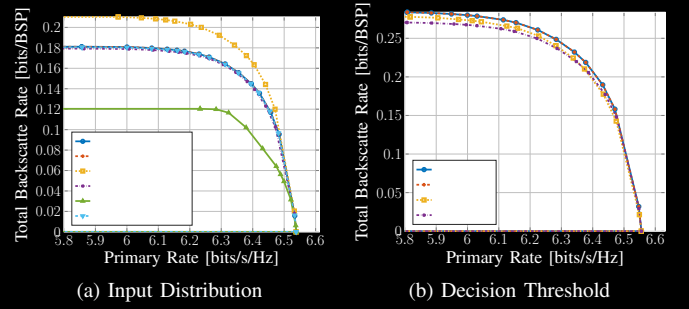 Total Backscatte Rate [bits/BSP]
0.2
0.18
0.16
0.14
0.12
0.1
0.08
0.06
0.04
0.02
0
5.8 5.9 6 6.1 6.2 6.3 6.4 6.5 6.6
Primary Rate [bits/s/Hz]
(a) Input Distribution
Total Backscatte Rate [bits/BSP]
0.25
0.2
0.15
0.1
0.05
0
5.8 5.9 6 6.1 6.2 6.3 6.4 6.5 6.6
Primary Rate [bits/s/Hz]
(b) Decision Threshold